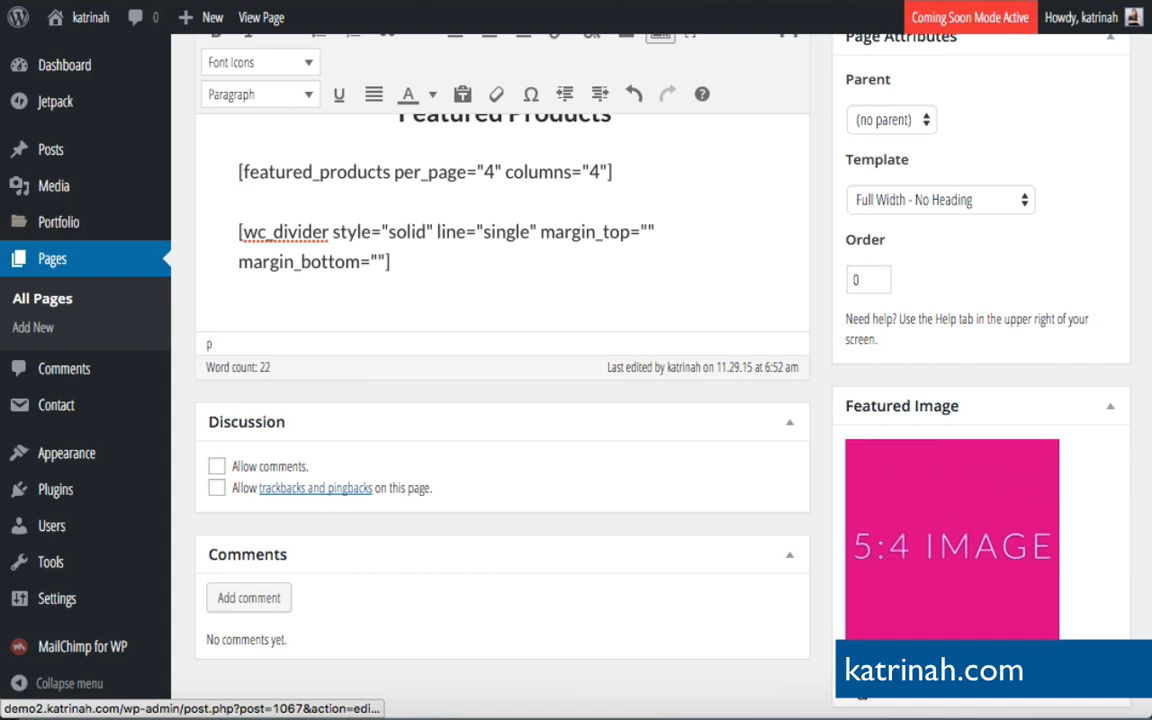 katrinah
0
New
View Page
Coming Soon Mode Active
Howdy, katrinah
Dashboard
Jetpack
Posts
Media
Portfolio
Pages
All Pages
Add New
Comments
Contact
Appearance
Plugins
Users
Tools
Settings
MailChimp for WP
Collapse menu
Font Icons
Paragraph
Featured Products
[featured_products per_page="4" columns="4"]
[wc_divider style="solid" line="single" margin_top=""
margin_bottom=""]
p
Word count: 22
Last edited by katrinah on 11.29.15 at 6:52 am
Discussion
Allow comments.
Allow trackbacks and pingbacks on this page.
Comments
Add comment
No comments yet.
Page Attributes
Parent
(no parent)
Template
Full Width - No Heading
Order
0
Need help? Use the Help tab in the upper right of your
screen.
Featured Image
5:4 IMAGE
katrinah.com
demo2.katrinah.com/wp-admin/post.php?post=1067&action=edi...